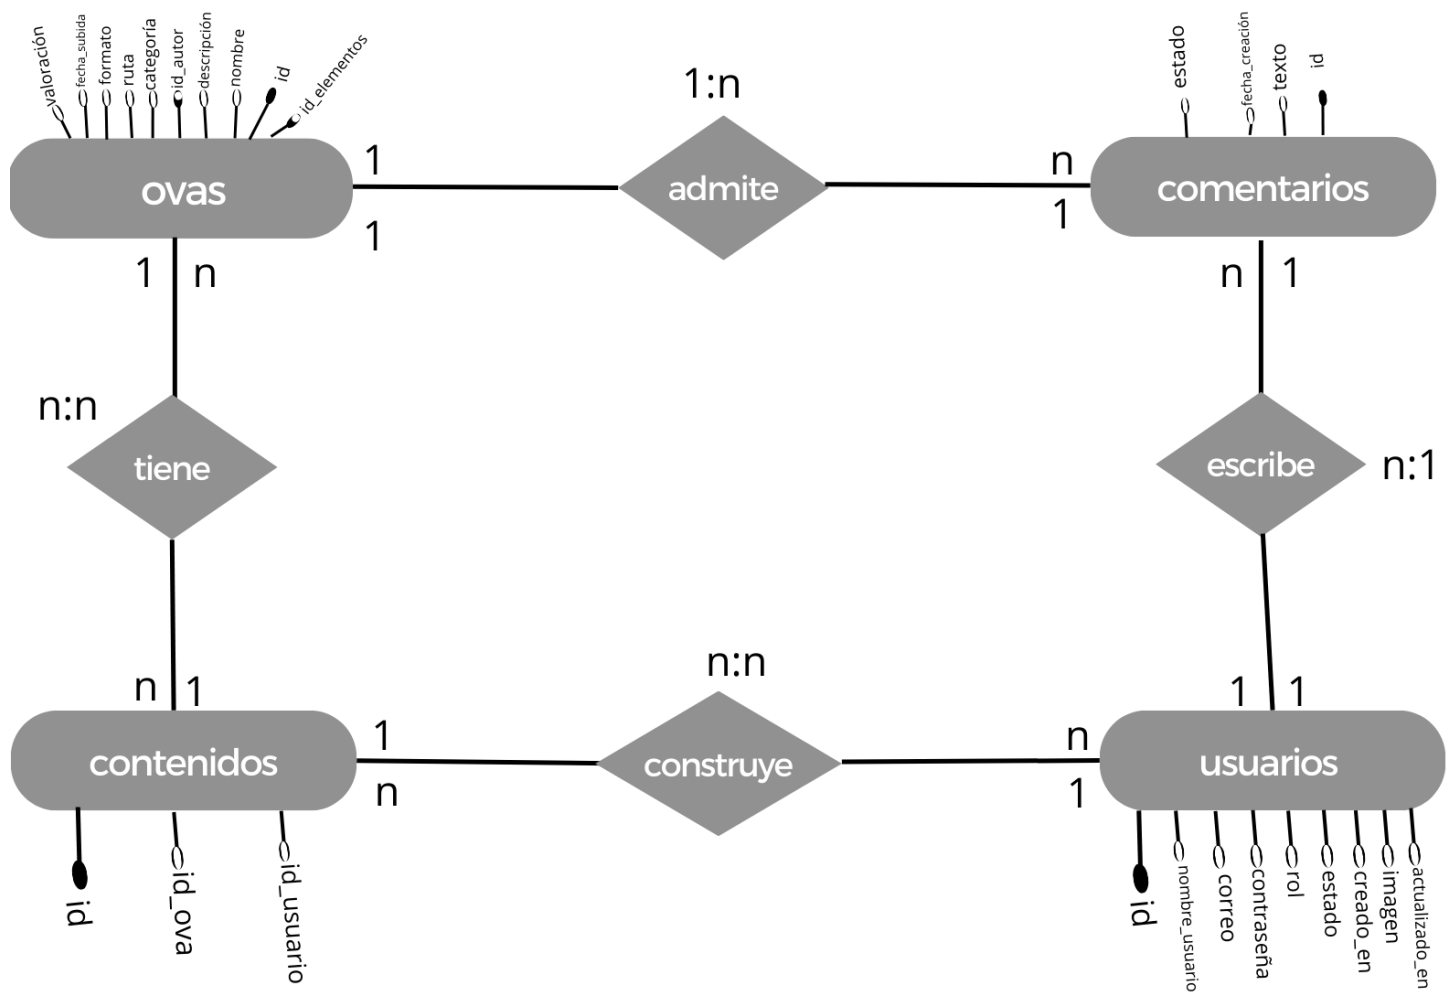 valoración
fecha_subida
formato
ruta
categoría
id_autor
descripción
nombre
id
id_elementos
estado
fecha_creación
texto
id
1:n
ovas
1
1
admite
n
1
comentarios
1 n
n 1
n:n
tiene
escribe
n:1
n 1
1 1
n:n
contenidos
1
n
construye
n
1
usuarios
id
id_ova
id_usuario
id
nombre_usuario
correo
contraseña
rol
estado
creado_en
imagen
actualizado_en